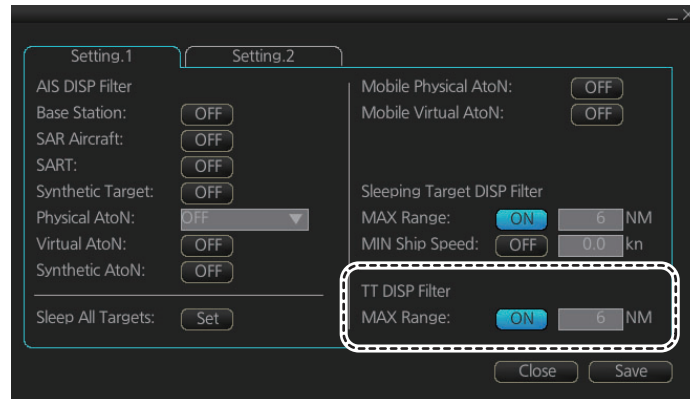 Setting.1 Setting.2
AIS DISP Filter
Base Station: OFF
SAR Aircraft: OFF
SART: OFF
Synthetic Target: OFF
Physical AtoN: OFF
Virtual AtoN: OFF
Synthetic AtoN: OFF
Sleep All Targets: Set
Mobile Physical AtoN: OFF
Mobile Virtual AtoN: OFF
Sleeping Target DISP Filter
MAX Range: ON 6 NM
MIN Ship Speed: OFF 0.0 kn
TT DISP Filter
MAX Range: ON 6 NM
Close Save